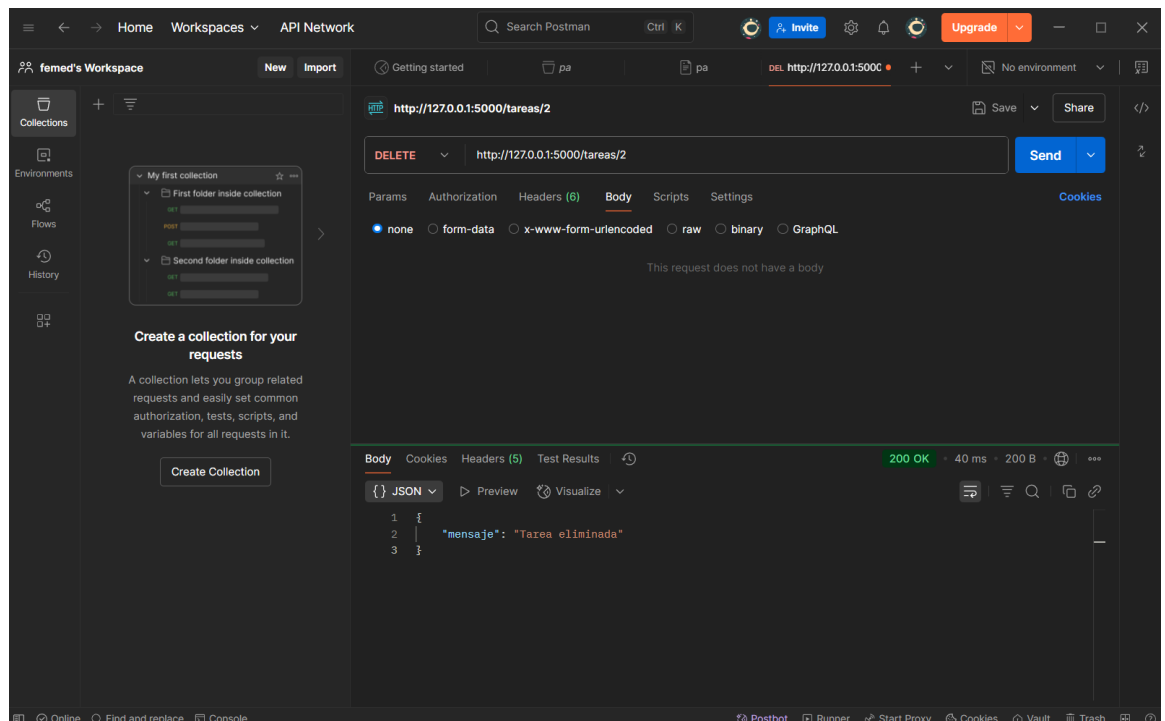 Home Workspaces API Network Search Postman Ctrl K Invite Upgrade
femed's Workspace New Import Getting started pa pa DEL http://127.0.0.1:5000 No environment
Collections
Environments
Flows
History
My first collection
First folder inside collection
GET
POST
GET
Second folder inside collection
GET
GET
Create a collection for your
requests
A collection lets you group related
requests and easily set common
authorization, tests, scripts, and
variables for all requests in it.
Create Collection
HTTP http://127.0.0.1:5000/tareas/2 Save Share
DELETE http://127.0.0.1:5000/tareas/2 Send
Params Authorization Headers (6) Body Scripts Settings Cookies
none form-data x-www-form-urlencoded raw binary GraphQL
This request does not have a body
Body Cookies Headers (5) Test Results 200 OK 40 ms 200 B
{} JSON Preview Visualize
1 {
2 "mensaje": "Tarea eliminada"
3 }
Online Find and replace Console Postbot Runner Start Proxy Cookies Vault Trash